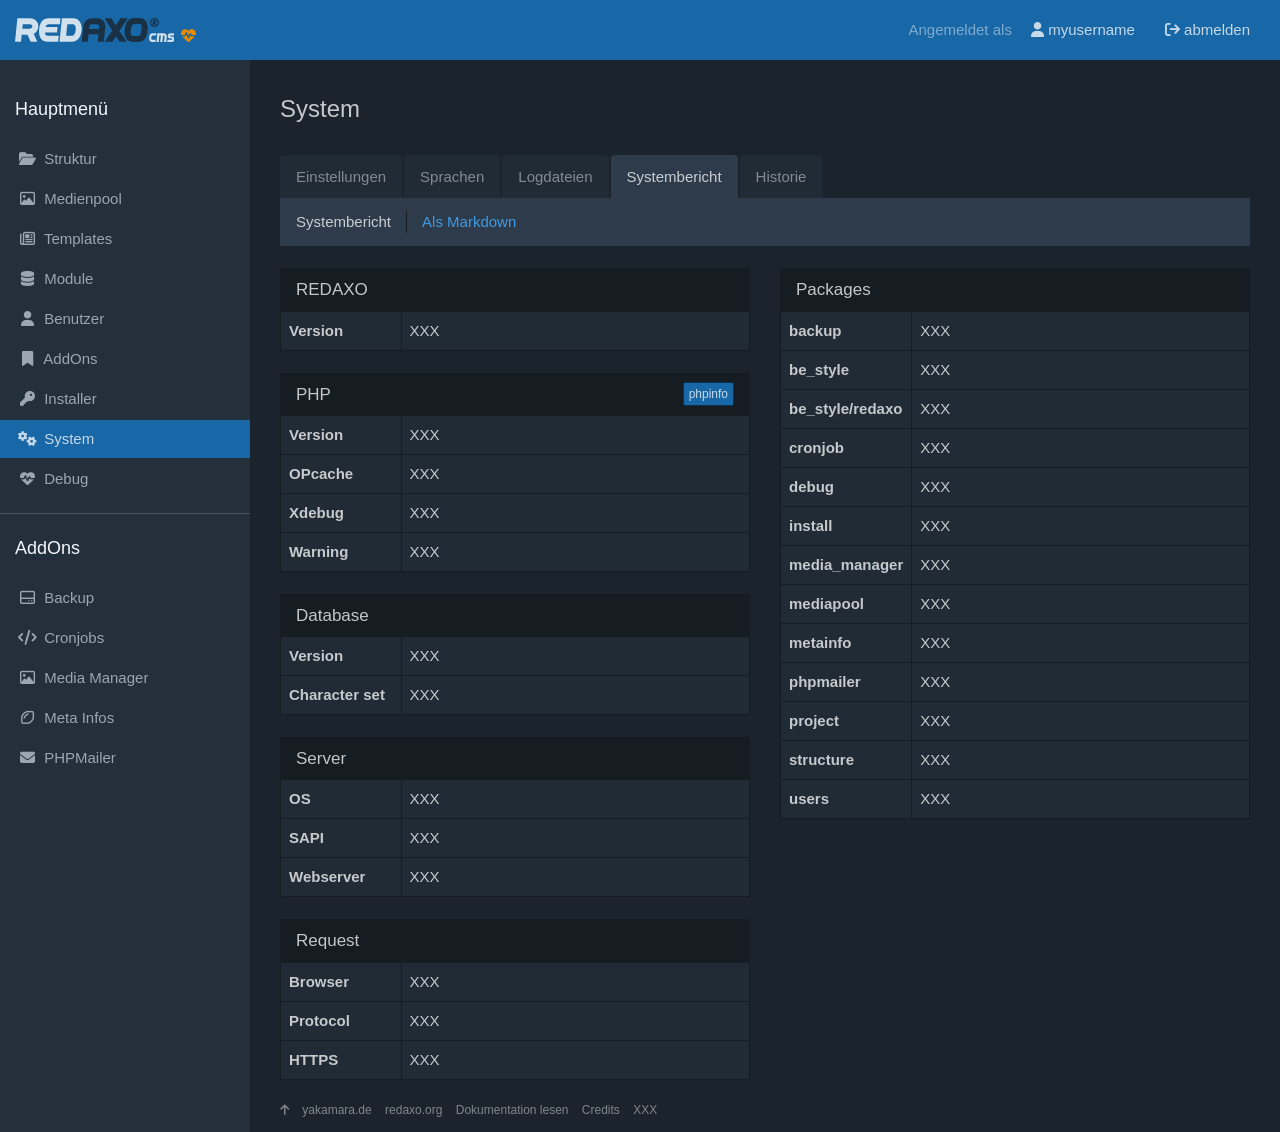 REDAXO® cms
Angemeldet als myusername abmelden
Hauptmenü
Struktur
Medienpool
Templates
Module
Benutzer
AddOns
Installer
System
Debug
AddOns
Backup
Cronjobs
Media Manager
Meta Infos
PHPMailer
System
Einstellungen Sprachen Logdateien Systembericht Historie
Systembericht Als Markdown
REDAXO
Version XXX
PHP phpinfo
Version XXX
OPcache XXX
Xdebug XXX
Warning XXX
Database
Version XXX
Character set XXX
Server
OS XXX
SAPI XXX
Webserver XXX
Request
Browser XXX
Protocol XXX
HTTPS XXX
Packages
backup XXX
be_style XXX
be_style/redaxo XXX
cronjob XXX
debug XXX
install XXX
media_manager XXX
mediapool XXX
metainfo XXX
phpmailer XXX
project XXX
structure XXX
users XXX
yakamara.de redaxo.org Dokumentation lesen Credits XXX